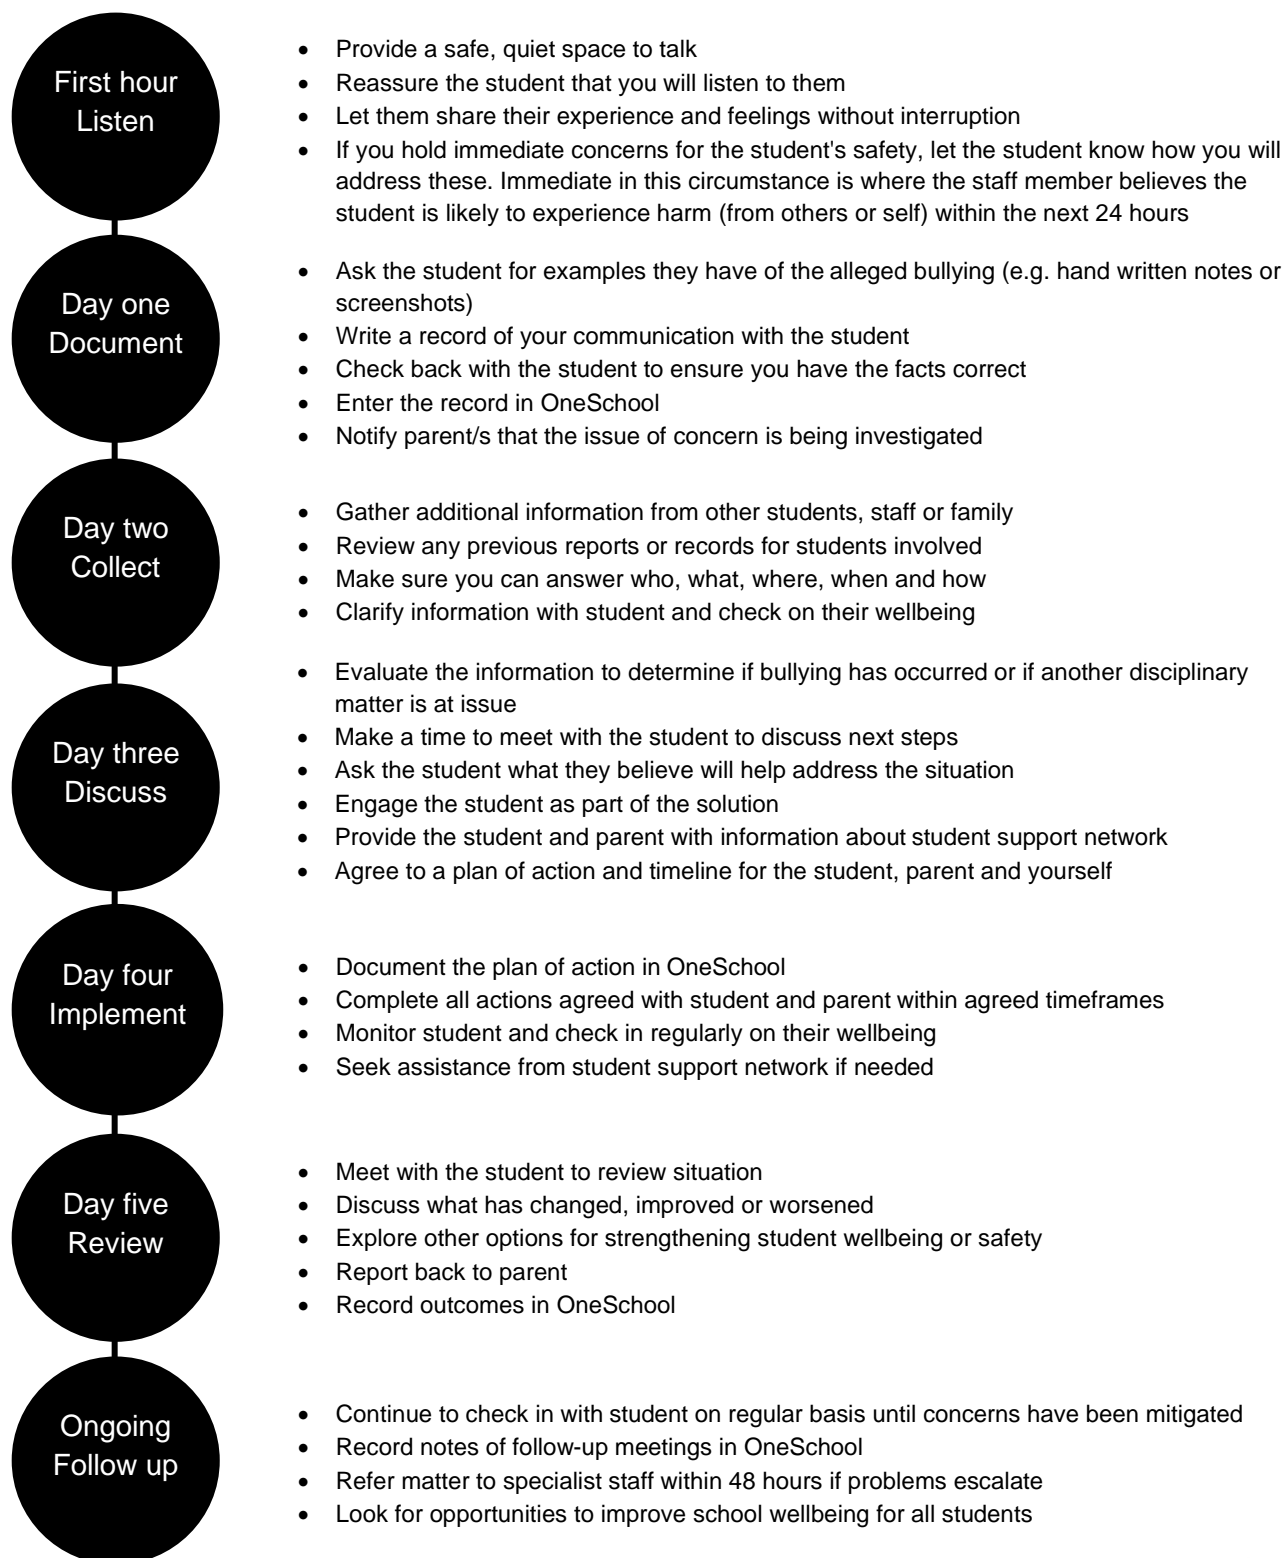 First hour
Listen
• Provide a safe, quiet space to talk
• Reassure the student that you will listen to them
• Let them share their experience and feelings without interruption
• If you hold immediate concerns for the student's safety, let the student know how you will
address these. Immediate in this circumstance is where the staff member believes the
student is likely to experience harm (from others or self) within the next 24 hours
Day one
Document
• Ask the student for examples they have of the alleged bullying (e.g. hand written notes or
screenshots)
• Write a record of your communication with the student
• Check back with the student to ensure you have the facts correct
• Enter the record in OneSchool
• Notify parent/s that the issue of concern is being investigated
Day two
Collect
• Gather additional information from other students, staff or family
• Review any previous reports or records for students involved
• Make sure you can answer who, what, where, when and how
• Clarify information with student and check on their wellbeing
Day three
Discuss
• Evaluate the information to determine if bullying has occurred or if another disciplinary
matter is at issue
• Make a time to meet with the student to discuss next steps
• Ask the student what they believe will help address the situation
• Engage the student as part of the solution
• Provide the student and parent with information about student support network
• Agree to a plan of action and timeline for the student, parent and yourself
Day four
Implement
• Document the plan of action in OneSchool
• Complete all actions agreed with student and parent within agreed timeframes
• Monitor student and check in regularly on their wellbeing
• Seek assistance from student support network if needed
Day five
Review
• Meet with the student to review situation
• Discuss what has changed, improved or worsened
• Explore other options for strengthening student wellbeing or safety
• Report back to parent
• Record outcomes in OneSchool
Ongoing
Follow up
• Continue to check in with student on regular basis until concerns have been mitigated
• Record notes of follow-up meetings in OneSchool
• Refer matter to specialist staff within 48 hours if problems escalate
• Look for opportunities to improve school wellbeing for all students